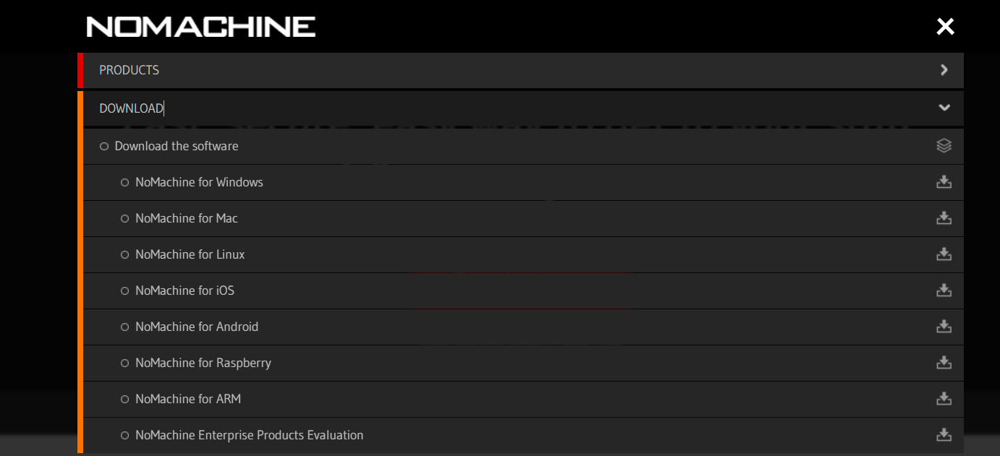 NOMACHINE
PRODUCTS
DOWNLOAD
Download the software
NoMachine for Windows
NoMachine for Mac
NoMachine for Linux
NoMachine for iOS
NoMachine for Android
NoMachine for Raspberry
NoMachine for ARM
NoMachine Enterprise Products Evaluation